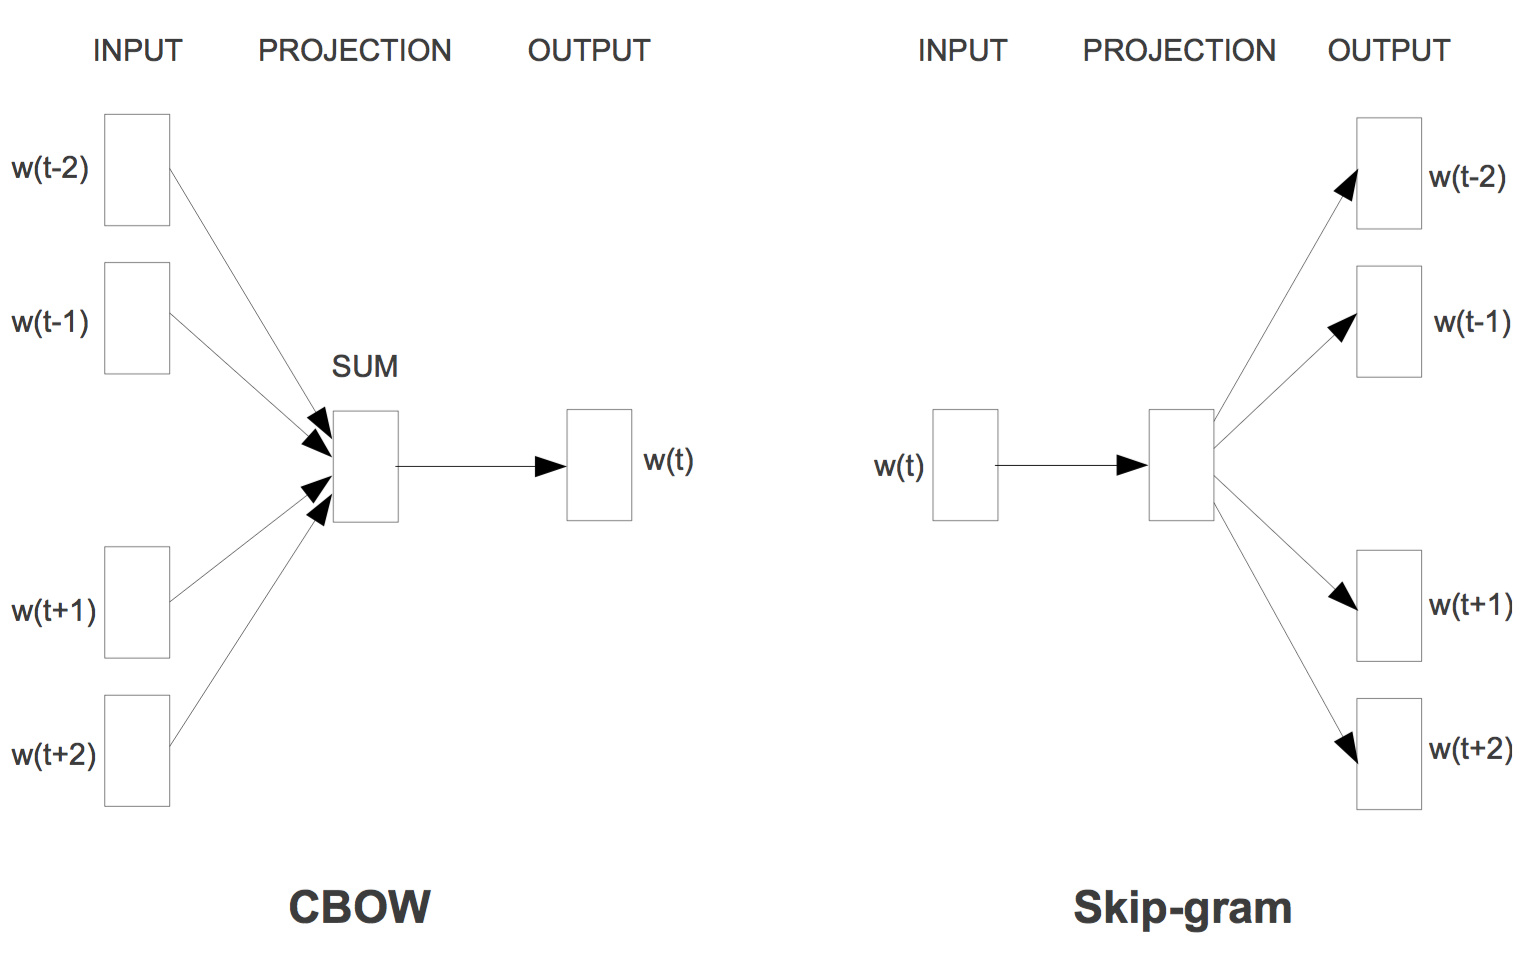 INPUT PROJECTION OUTPUT
w(t-2)
w(t-1)
SUM
w(t)
w(t+1)
w(t+2)
CBOW
INPUT PROJECTION OUTPUT
w(t-2)
w(t-1)
w(t)
w(t+1)
w(t+2)
Skip-gram